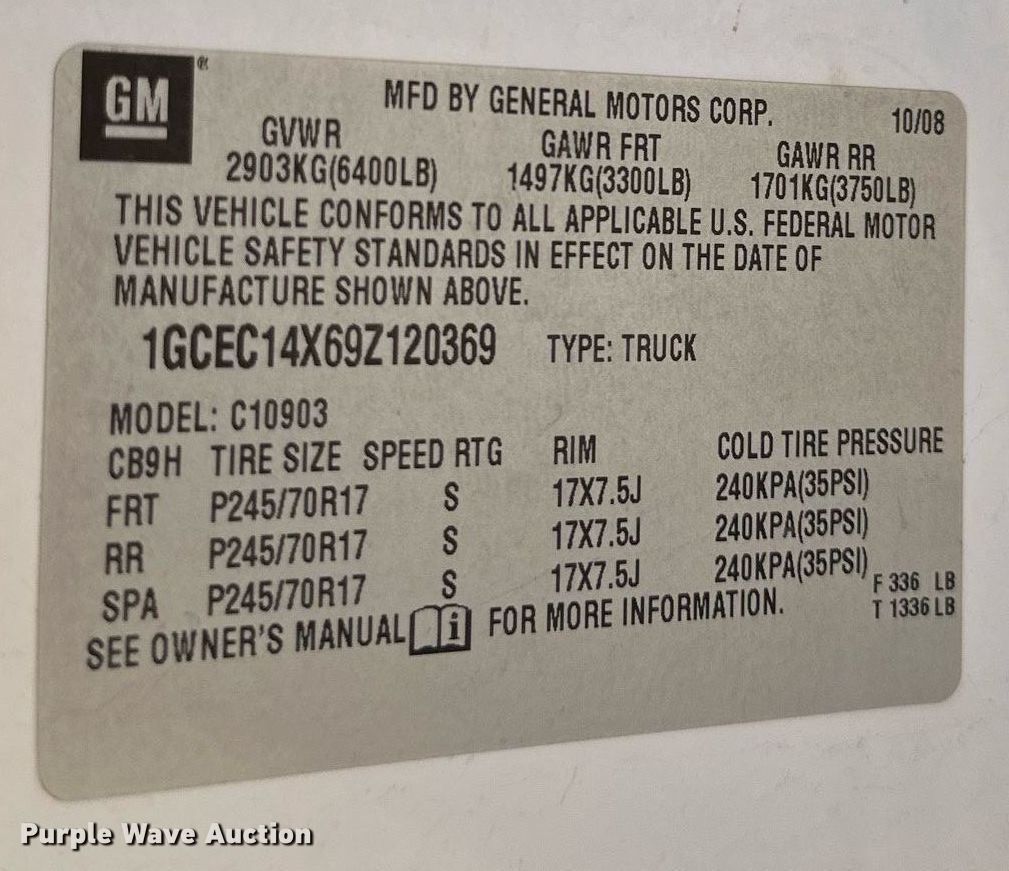 GM®
MFD BY GENERAL MOTORS CORP. 10/08
GVWR GAWR FRT GAWR RR
2903KG(6400LB) 1497KG(3300LB) 1701KG(3750LB)
THIS VEHICLE CONFORMS TO ALL APPLICABLE U.S. FEDERAL MOTOR
VEHICLE SAFETY STANDARDS IN EFFECT ON THE DATE OF
MANUFACTURE SHOWN ABOVE.
1GCEC14X69Z120369 TYPE: TRUCK
MODEL: C10903
CB9H TIRE SIZE SPEED RTG RIM COLD TIRE PRESSURE
FRT P245/70R17 S 17X7.5J 240KPA(35PSI)
RR P245/70R17 S 17X7.5J 240KPA(35PSI)
SPA P245/70R17 S 17X7.5J 240KPA(35PSI)
F 336 LB
T 1336 LB
SEE OWNER'S MANUAL i FOR MORE INFORMATION.
Purple Wave Auction